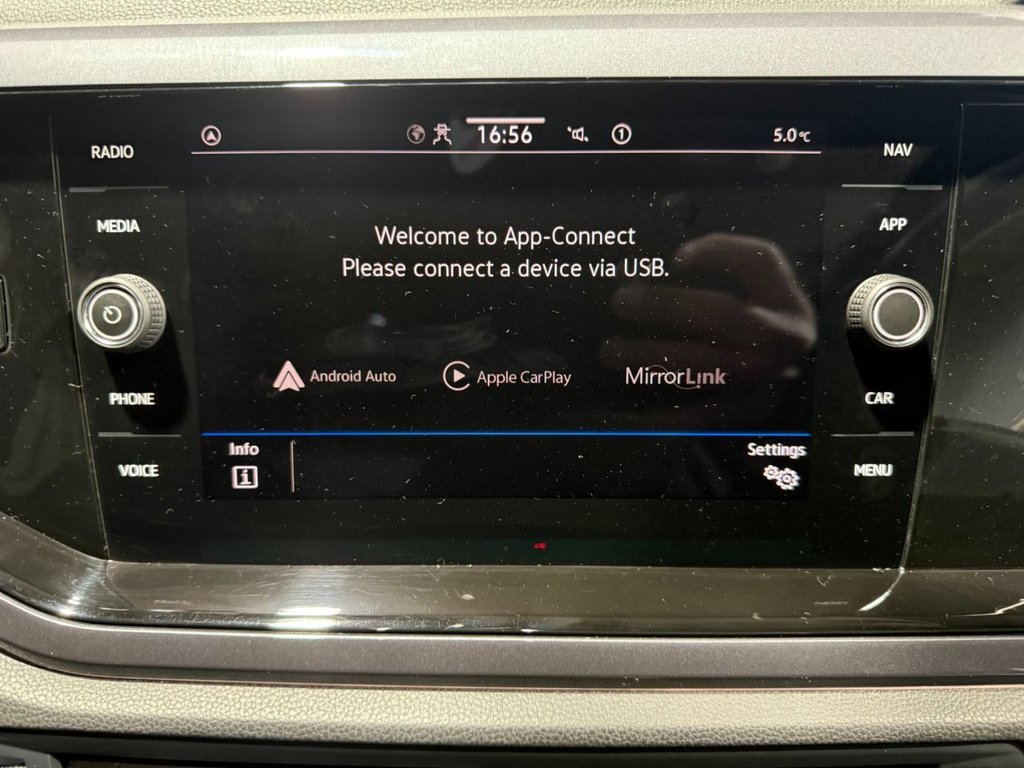 RADIO
MEDIA
PHONE
VOICE
16:56
1
5.0°C
Welcome to App-Connect
Please connect a device via USB.
Android Auto
Apple CarPlay
MirrorLink
Info
i
Settings
NAV
APP
CAR
MENU